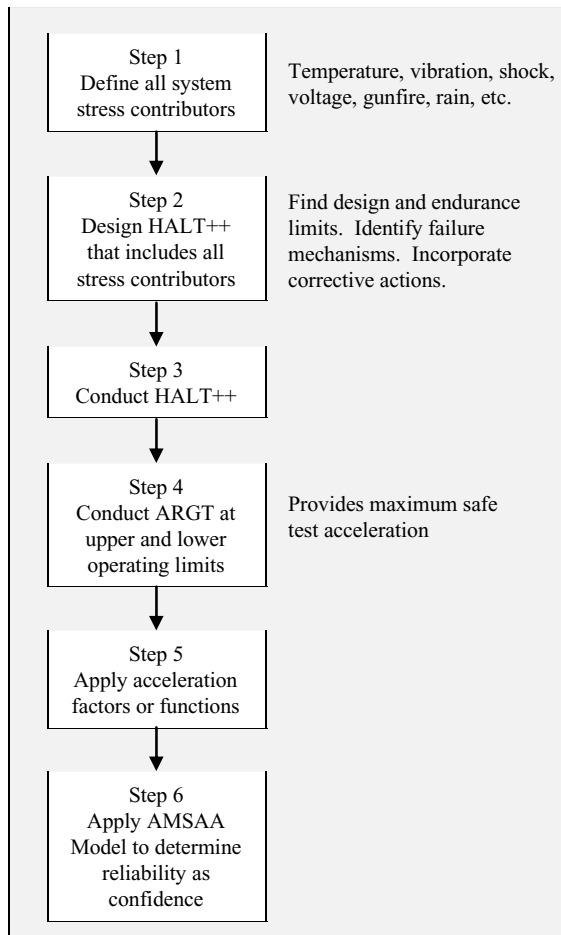 Step 1
Define all system
stress contributors
Temperature, vibration, shock,
voltage, gunfire, rain, etc.
Step 2
Design HALT++
that includes all
stress contributors
Find design and endurance
limits.  Identify failure
mechanisms.  Incorporate
corrective actions.
Step 3
Conduct HALT++
Step 4
Conduct ARGT at
upper and lower
operating limits
Provides maximum safe
test acceleration
Step 5
Apply acceleration
factors or functions
Step 6
Apply AMSAA
Model to determine
reliability as
confidence